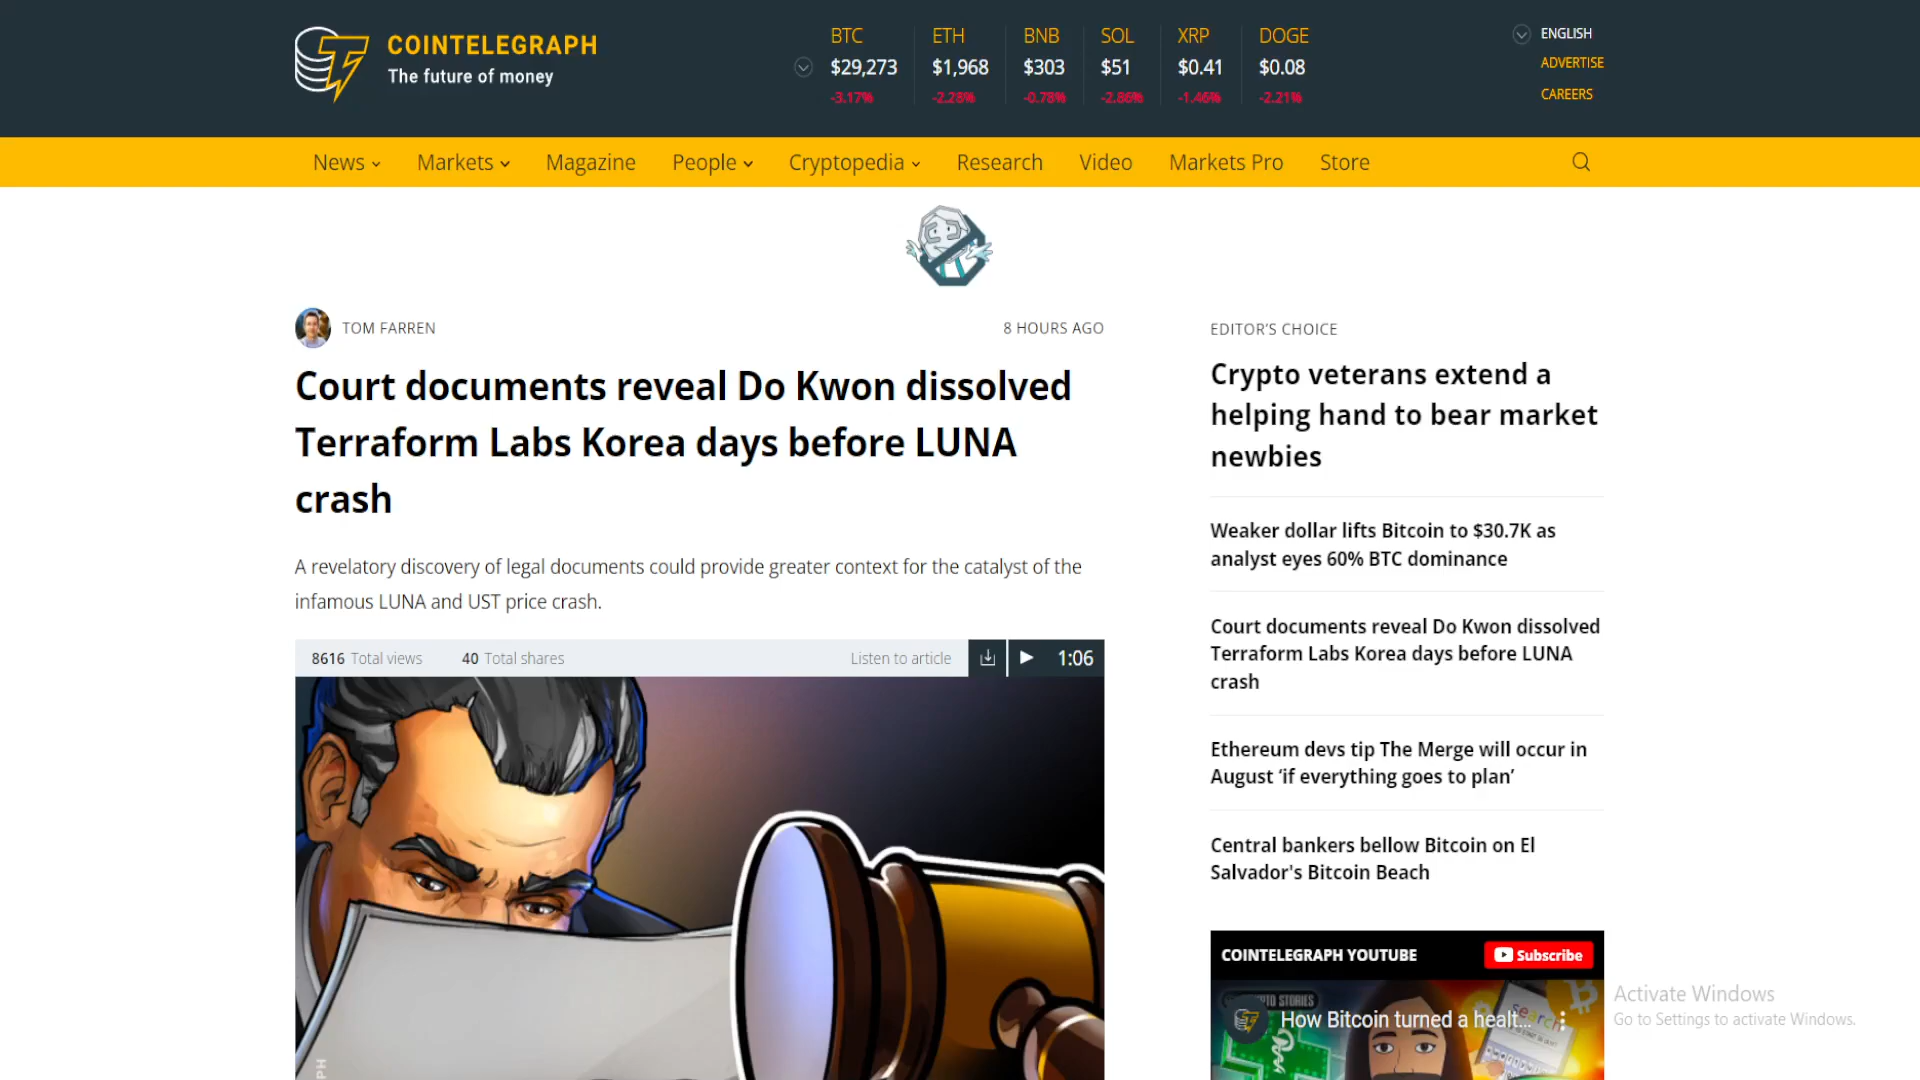 COINTELEGRAPH
The future of money
BTC ETH BNB SOL XRP DOGE
$29,273 $1,968 $303 $51 $0.41 $0.08
-3.17% -2.28% -0.78% -2.86% -1.46% -2.21%
ENGLISH
ADVERTISE
CAREERS
News Markets Magazine People Cryptopedia Research Video Markets Pro Store
TOM FARREN 8 HOURS AGO
Court documents reveal Do Kwon dissolved
Terraform Labs Korea days before LUNA
crash
A revelatory discovery of legal documents could provide greater context for the catalyst of the
infamous LUNA and UST price crash.
8616 Total views 40 Total shares Listen to article 1:06
EDITOR'S CHOICE
Crypto veterans extend a
helping hand to bear market
newbies
Weaker dollar lifts Bitcoin to $30.7K as
analyst eyes 60% BTC dominance
Court documents reveal Do Kwon dissolved
Terraform Labs Korea days before LUNA
crash
Ethereum devs tip The Merge will occur in
August ‘if everything goes to plan’
Central bankers bellow Bitcoin on El
Salvador's Bitcoin Beach
COINTELEGRAPH YOUTUBE Subscribe
STORIES
How Bitcoin turned a healt...
Search
Activate Windows
Go to Settings to activate Windows.